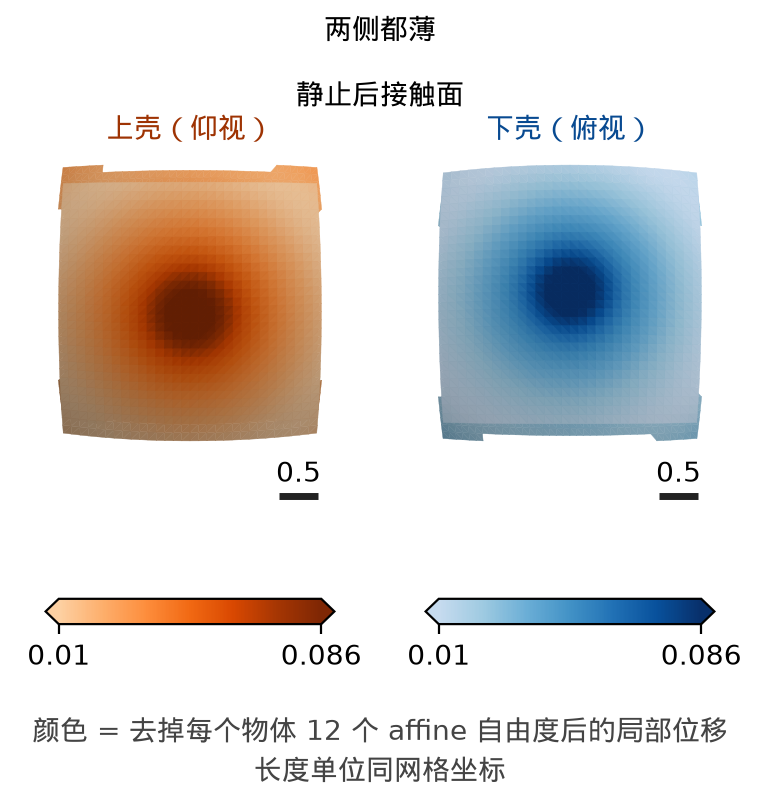 两侧都薄
静止后接触面
上壳（仰视） 下壳（俯视）
0.5 0.5
0.01 0.086 0.01 0.086
颜色 = 去掉每个物体 12 个 affine 自由度后的局部位移
长度单位同网格坐标